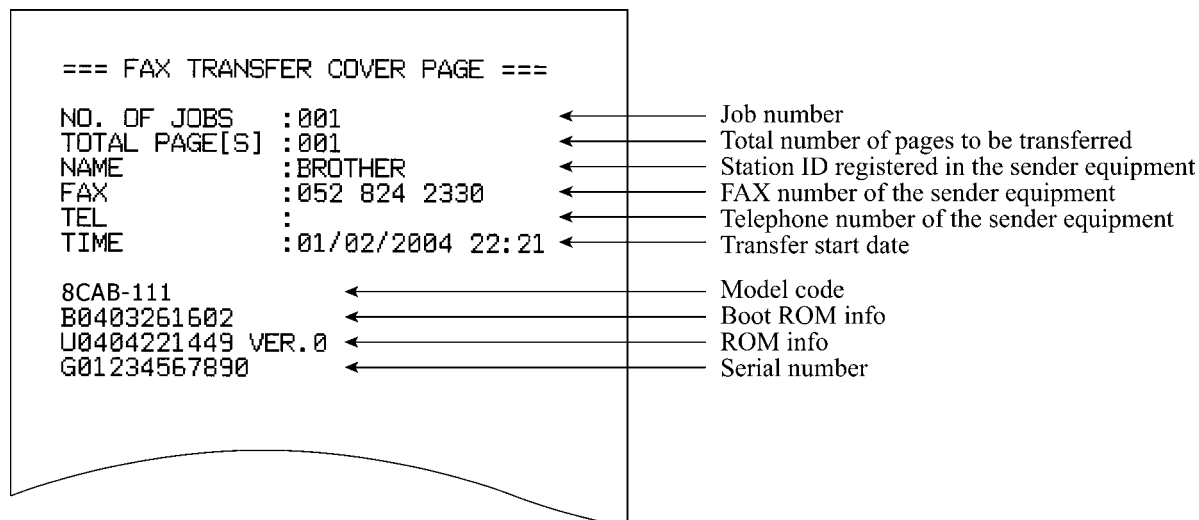 === FAX TRANSFER COVER PAGE ===
NO. OF JOBS :001 Job number
TOTAL PAGE[S] :001 Total number of pages to be transferred
NAME :BROTHER Station ID registered in the sender equipment
FAX :052 824 2330 FAX number of the sender equipment
TEL : Telephone number of the sender equipment
TIME :01/02/2004 22:21 Transfer start date
8CAB-111 Model code
B0403261602 Boot ROM info
U0404221449 VER.0 ROM info
G01234567890 Serial number